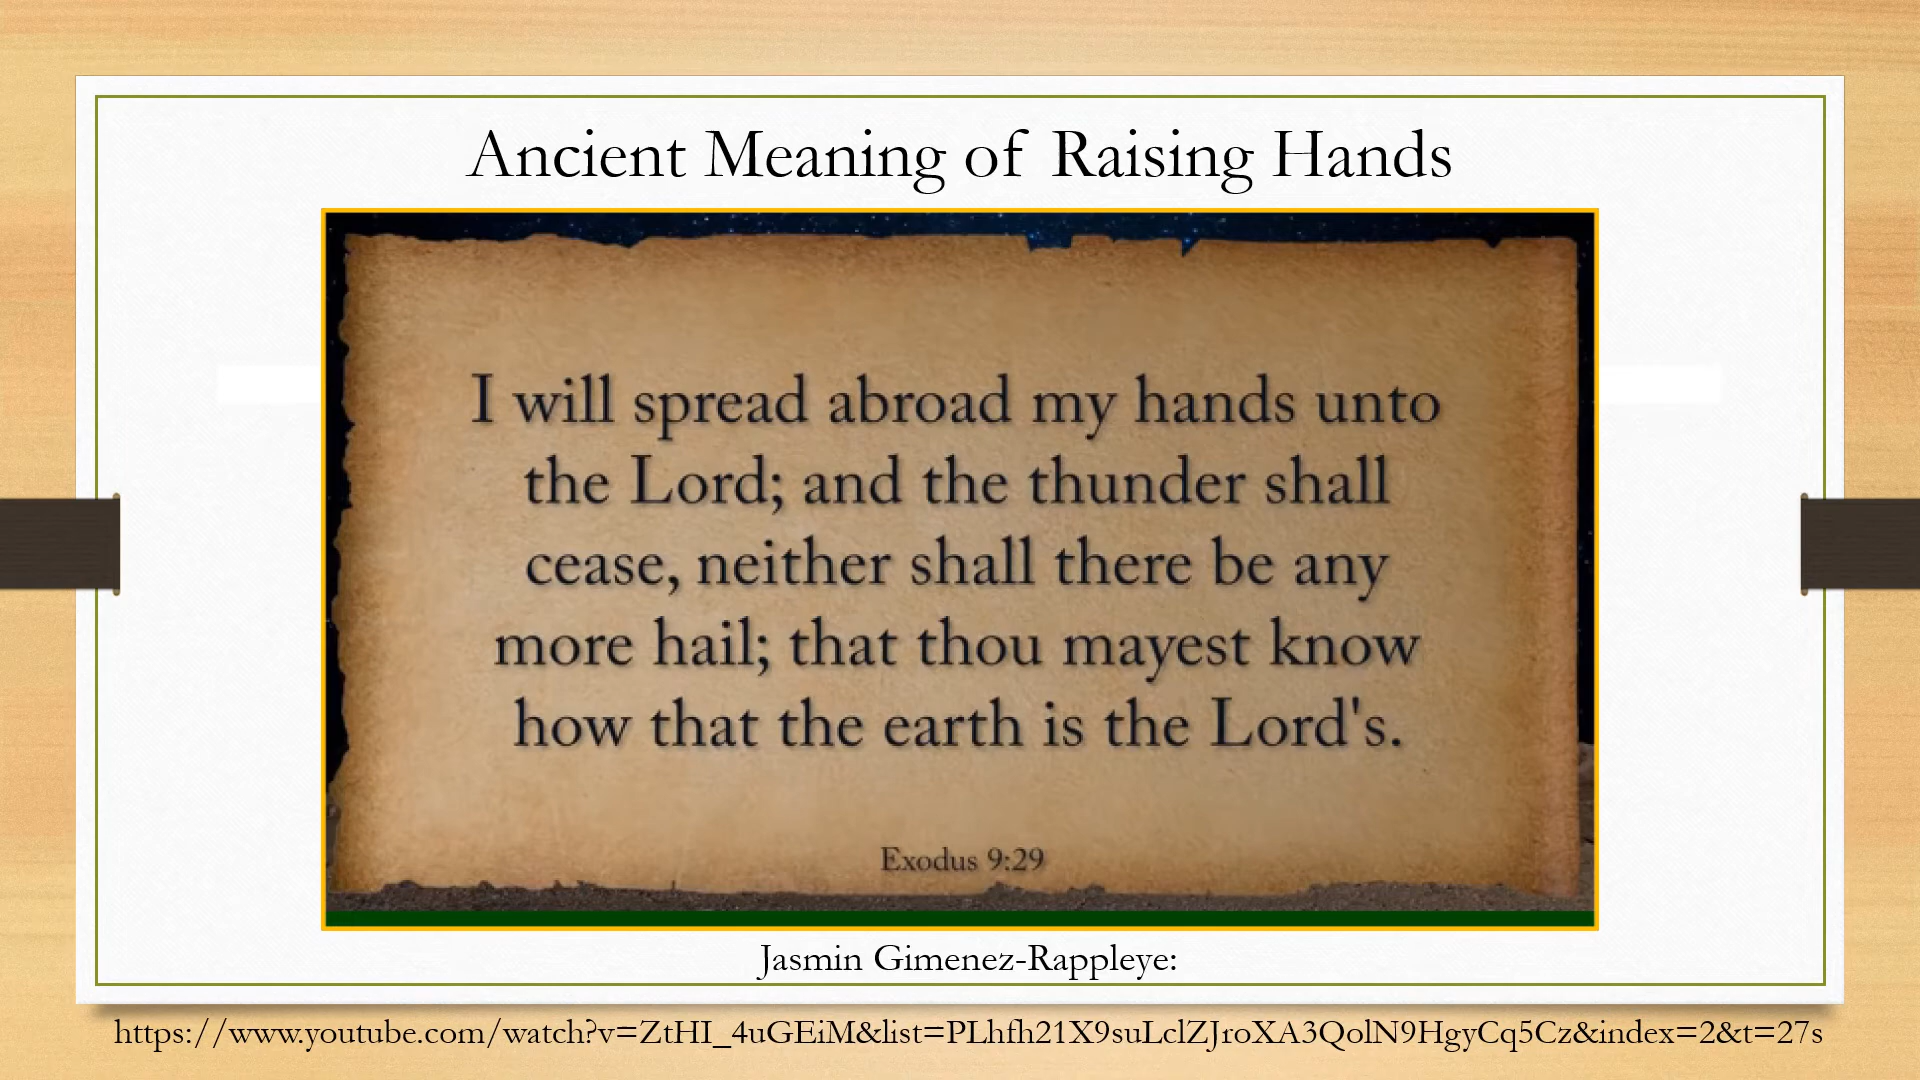 Ancient Meaning of Raising Hands
I will spread abroad my hands unto
the Lord; and the thunder shall
cease, neither shall there be any
more hail; that thou mayest know
how that the earth is the Lord's.
Exodus 9:29
Jasmin Gimenez-Rappleye:
https://www.youtube.com/watch?v=ZtHI_4uGEiM&list=PLhfh21X9suLclZJroXA3QolN9HgyCq5Cz&index=2&t=27s